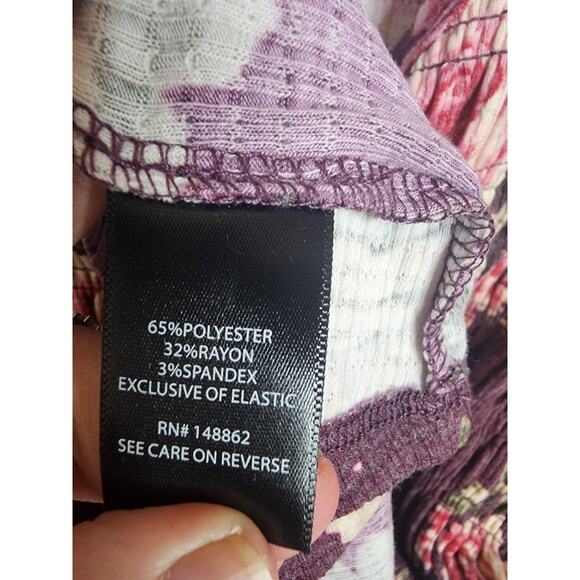 65%POLYESTER
32%RAYON
3%SPANDEX
EXCLUSIVE OF ELASTIC
RN# 148862
SEE CARE ON REVERSE